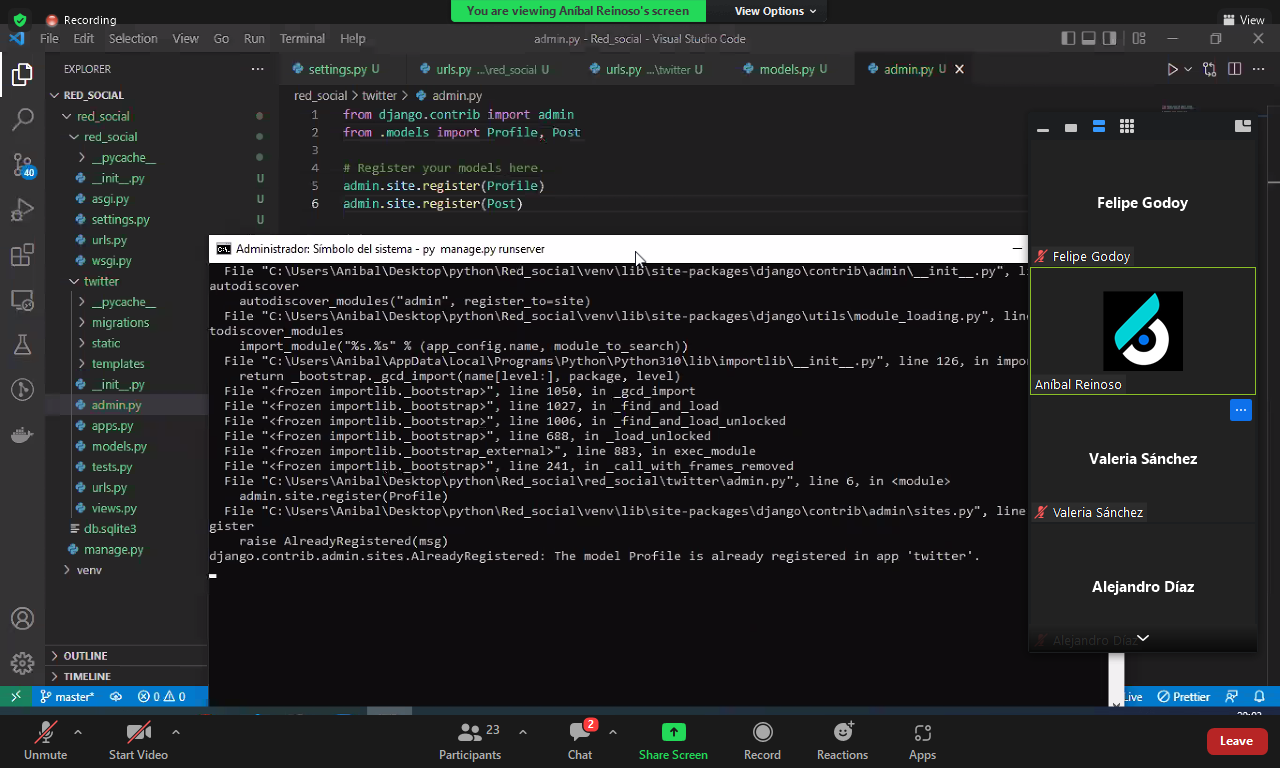 You are viewing Aníbal Reinoso's screen
View Options
Recording
View
File Edit Selection View Go Run Terminal Help
admin.py - Red_social - Visual Studio Code
EXPLORER
settings.py U
urls.py ...\red_social U
urls.py ...\twitter U
models.py U
admin.py U
RED_SOCIAL
red_social
red_social
__pycache__
__init__.py U
asgi.py U
settings.py U
urls.py
wsgi.py
twitter
__pycache__
migrations
static
templates
__init__.py
admin.py
apps.py
models.py
tests.py
urls.py
views.py
db.sqlite3
manage.py
venv
OUTLINE
TIMELINE
red_social > twitter > admin.py
1 from django.contrib import admin
2 from .models import Profile, Post
3
4 # Register your models here.
5 admin.site.register(Profile)
6 admin.site.register(Post)
Administrador: Símbolo del sistema - py manage.py runserver
File "C:\Users\Anibal\Desktop\python\Red_social\venv\lib\site-packages\django\contrib\admin\__init__.py", li
autodiscover
autodiscover_modules("admin", register_to=site)
File "C:\Users\Anibal\Desktop\python\Red_social\venv\lib\site-packages\django\utils\module_loading.py", line
todiscover_modules
import_module("%s.%s" % (app_config.name, module_to_search))
File "C:\Users\Anibal\AppData\Local\Programs\Python\Python310\lib\importlib\__init__.py", line 126, in impor
return _bootstrap._gcd_import(name[level:], package, level)
File "<frozen importlib._bootstrap>", line 1050, in _gcd_import
File "<frozen importlib._bootstrap>", line 1027, in _find_and_load
File "<frozen importlib._bootstrap>", line 1006, in _find_and_load_unlocked
File "<frozen importlib._bootstrap>", line 688, in _load_unlocked
File "<frozen importlib._bootstrap_external>", line 883, in exec_module
File "<frozen importlib._bootstrap>", line 241, in _call_with_frames_removed
File "C:\Users\Anibal\Desktop\python\Red_social\red_social\twitter\admin.py", line 6, in <module>
admin.site.register(Profile)
File "C:\Users\Anibal\Desktop\python\Red_social\venv\lib\site-packages\django\contrib\admin\sites.py", line
gister
raise AlreadyRegistered(msg)
django.contrib.admin.sites.AlreadyRegistered: The model Profile is already registered in app 'twitter'.
Felipe Godoy
Felipe Godoy
Aníbal Reinoso
Valeria Sánchez
Valeria Sánchez
Alejandro Díaz
Alejandro Díaz
40
master*
0 0
Live
Prettier
Unmute
Start Video
Participants
23
Chat
2
Share Screen
Record
Reactions
Apps
Leave